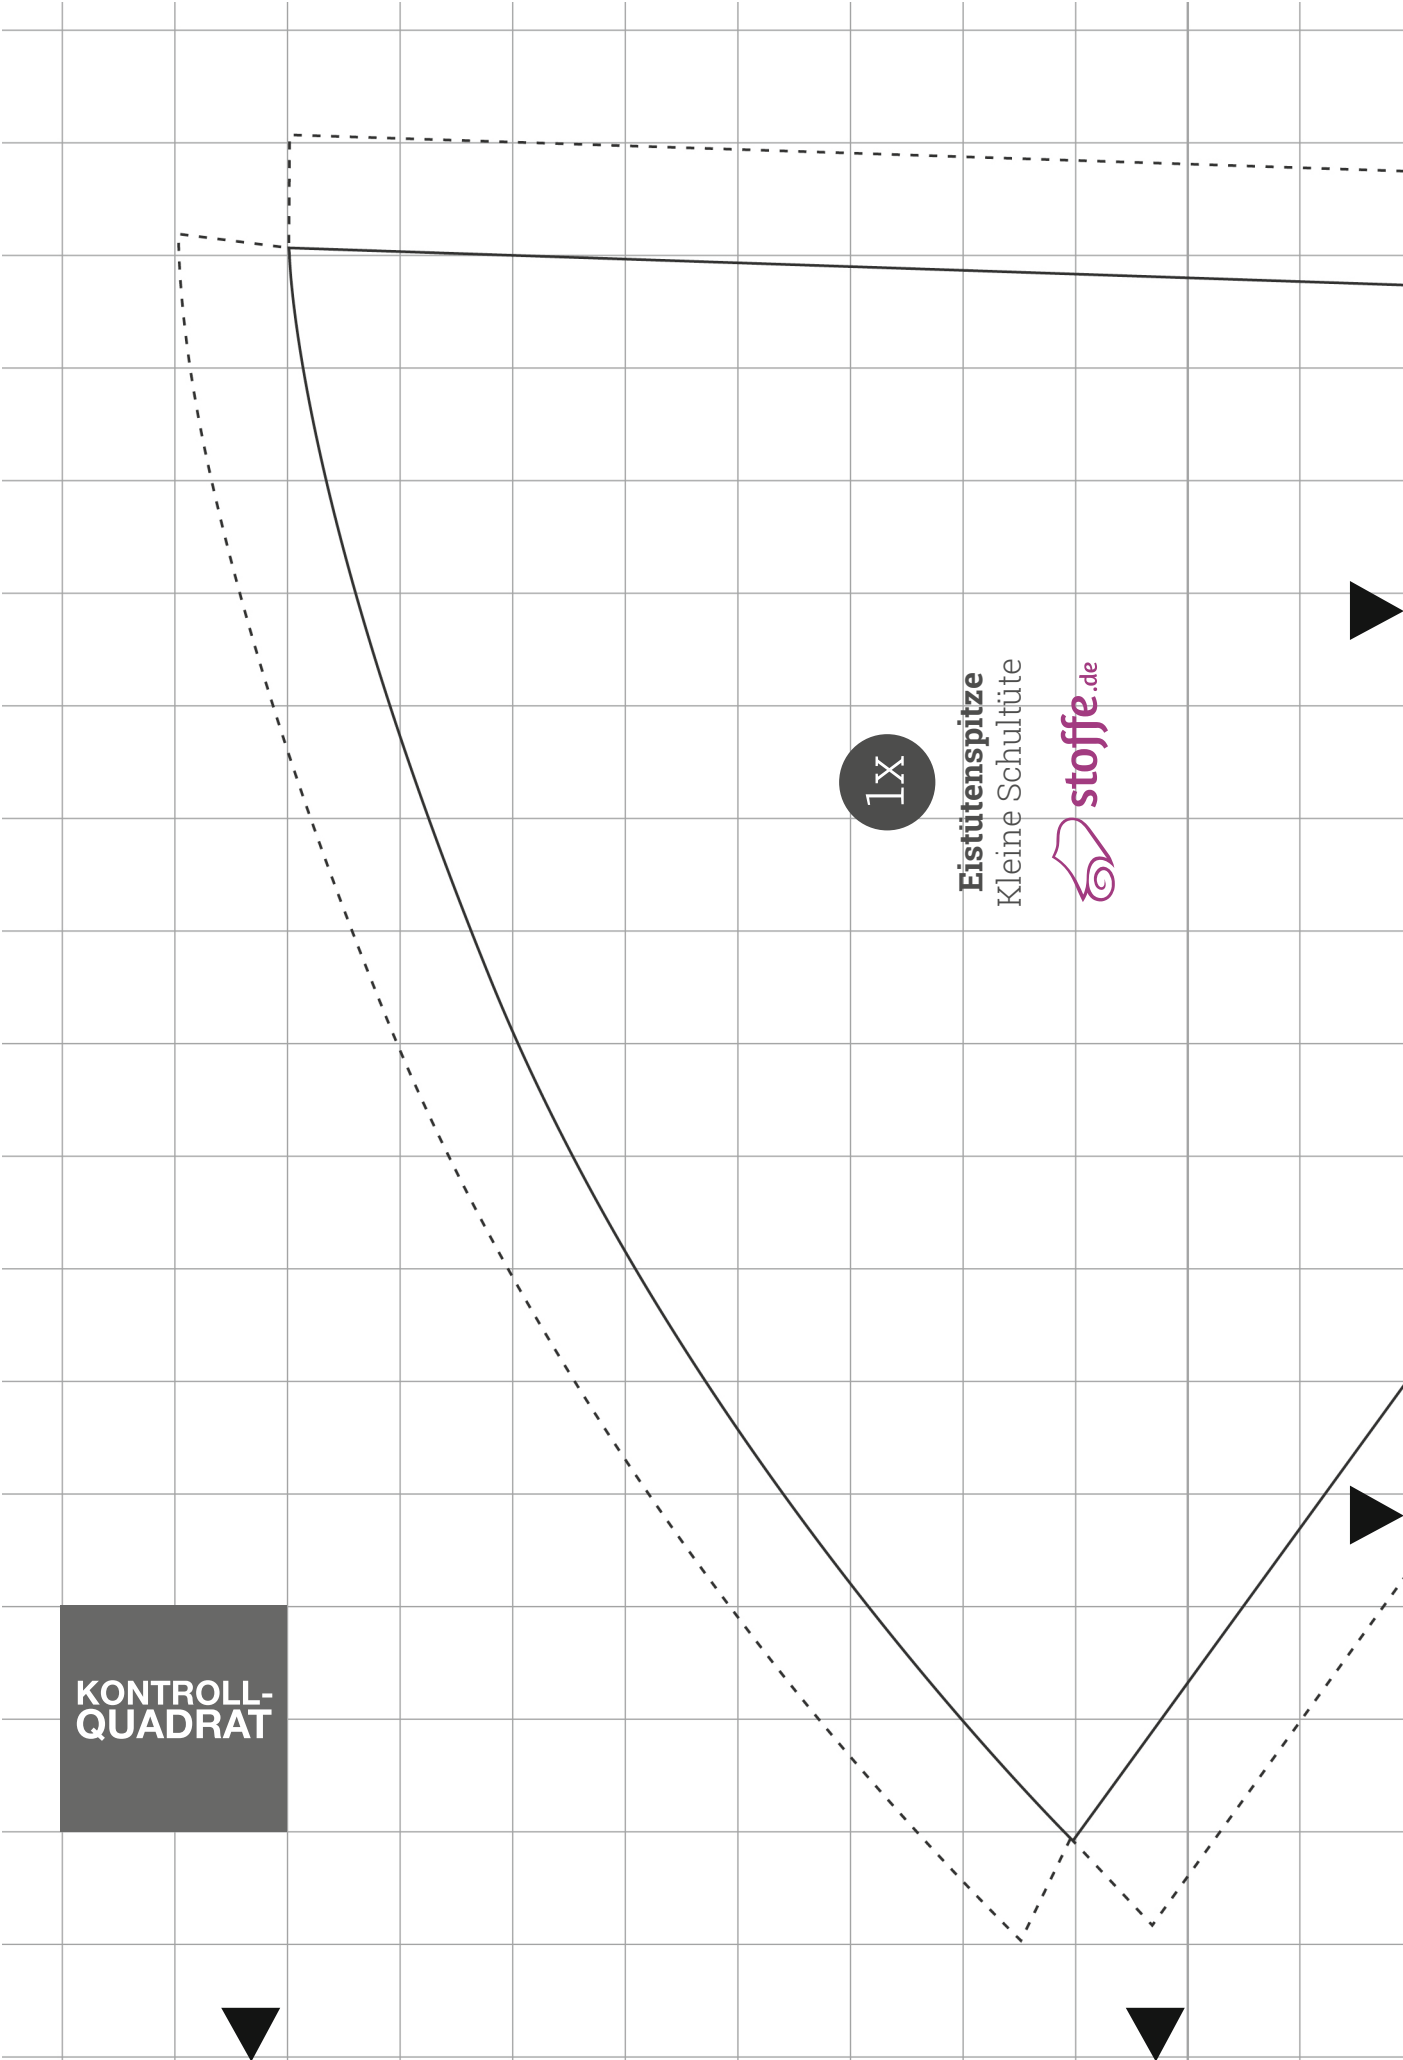 1x
Eistütenspitze
Kleine Schultüte
stoffe.de
KONTROLL-
QUADRAT